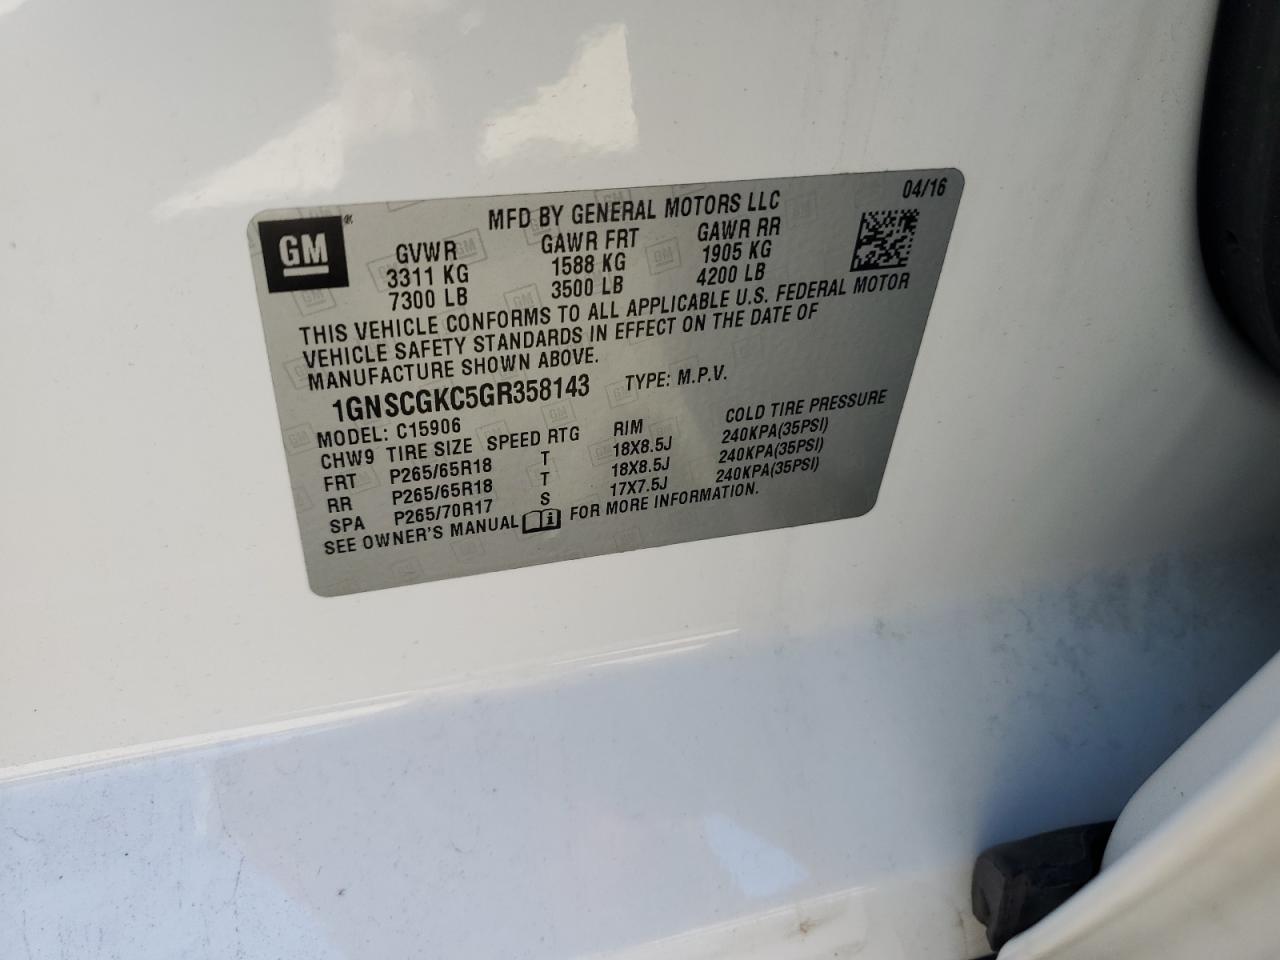 04/16
MFD BY GENERAL MOTORS LLC
GM
GVWR GAWR FRT GAWR RR
3311 KG 1588 KG 1905 KG
7300 LB 3500 LB 4200 LB
THIS VEHICLE CONFORMS TO ALL APPLICABLE U.S. FEDERAL MOTOR
VEHICLE SAFETY STANDARDS IN EFFECT ON THE DATE OF
MANUFACTURE SHOWN ABOVE.
1GNSCGKC5GR358143 TYPE: M.P.V.
MODEL: C15906
CHW9 TIRE SIZE SPEED RTG RIM COLD TIRE PRESSURE
FRT P265/65R18 T 18X8.5J 240KPA(35PSI)
RR P265/65R18 T 18X8.5J 240KPA(35PSI)
SPA P265/70R17 S 17X7.5J 240KPA(35PSI)
SEE OWNER'S MANUAL FOR MORE INFORMATION.